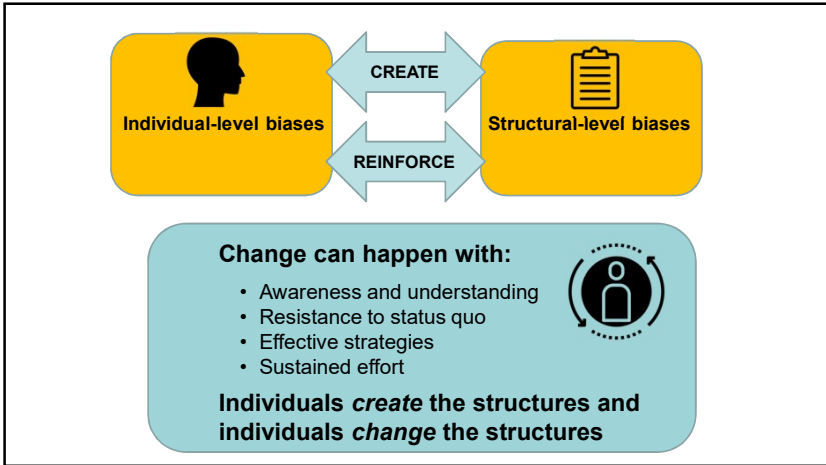 CREATE
Individual-level biases
Structural-level biases
REINFORCE
Change can happen with:
• Awareness and understanding
• Resistance to status quo
• Effective strategies
• Sustained effort
Individuals create the structures and
individuals change the structures